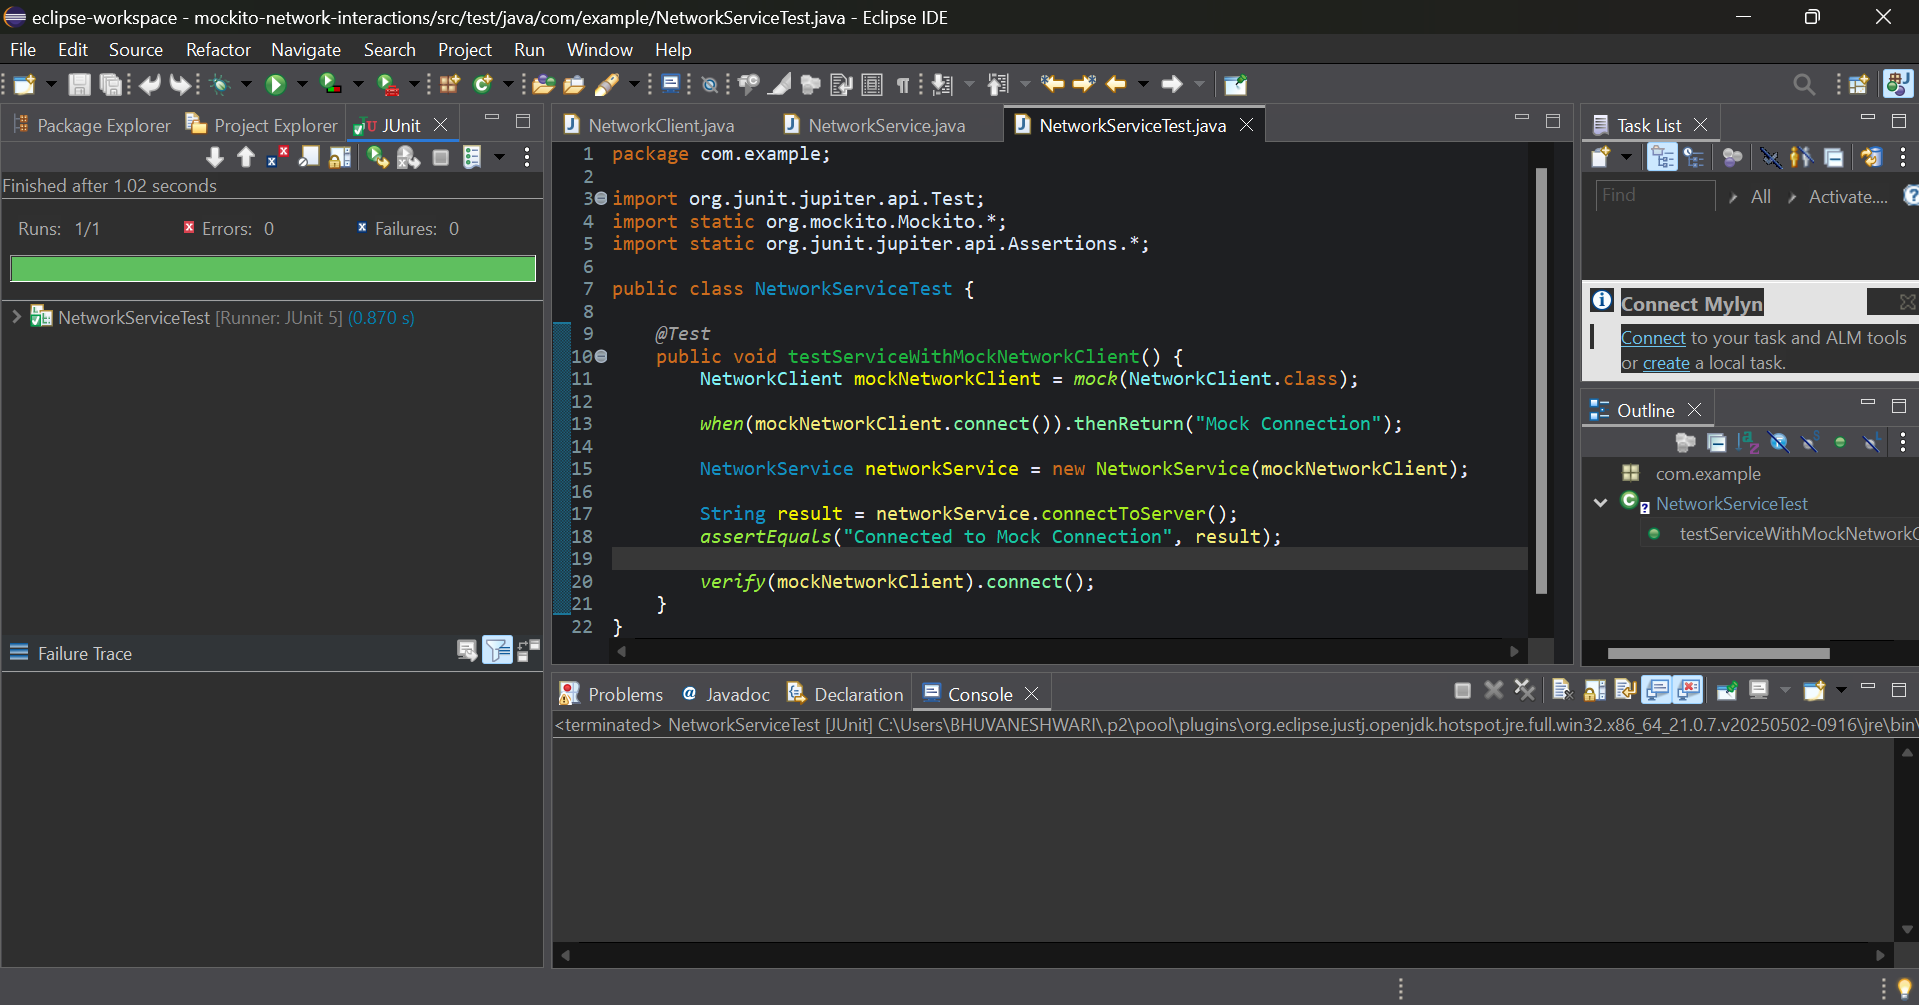 eclipse-workspace - mockito-network-interactions/src/test/java/com/example/NetworkServiceTest.java - Eclipse IDE
File Edit Source Refactor Navigate Search Project Run Window Help
Package Explorer Project Explorer JUnit
Finished after 1.02 seconds
Runs: 1/1 Errors: 0 Failures: 0
NetworkServiceTest [Runner: JUnit 5] (0.870 s)
Failure Trace
NetworkClient.java NetworkService.java NetworkServiceTest.java
1 package com.example;
2
3 import org.junit.jupiter.api.Test;
4 import static org.mockito.Mockito.*;
5 import static org.junit.jupiter.api.Assertions.*;
6
7 public class NetworkServiceTest {
8
9 @Test
10 public void testServiceWithMockNetworkClient() {
11 NetworkClient mockNetworkClient = mock(NetworkClient.class);
12
13 when(mockNetworkClient.connect()).thenReturn("Mock Connection");
14
15 NetworkService networkService = new NetworkService(mockNetworkClient);
16
17 String result = networkService.connectToServer();
18 assertEquals("Connected to Mock Connection", result);
19
20 verify(mockNetworkClient).connect();
21 }
22 }
Task List
Find All Activate....
Connect Mylyn
Connect to your task and ALM tools
or create a local task.
Outline
com.example
NetworkServiceTest
testServiceWithMockNetworkC
Problems Javadoc Declaration Console
<terminated> NetworkServiceTest [JUnit] C:\Users\BHUVANESHWARI\.p2\pool\plugins\org.eclipse.justj.openjdk.hotspot.jre.full.win32.x86_64_21.0.7.v20250502-0916\jre\bin\